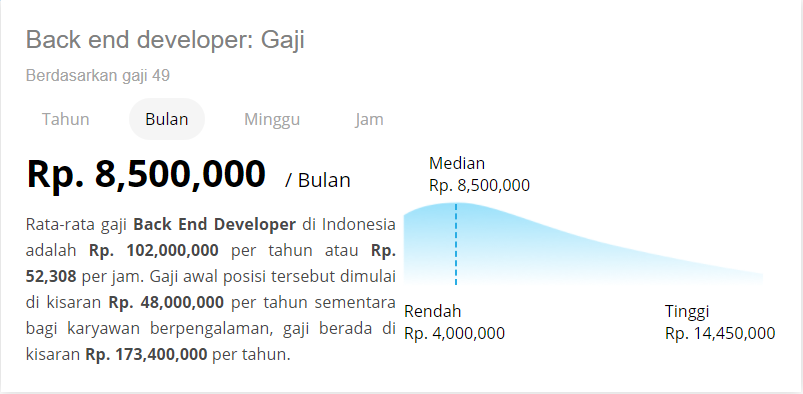 Back end developer: Gaji
Berdasarkan gaji 49
Tahun Bulan Minggu Jam
Rp. 8,500,000 / Bulan
Rata-rata gaji Back End Developer di Indonesia
adalah Rp. 102,000,000 per tahun atau Rp.
52,308 per jam. Gaji awal posisi tersebut dimulai
di kisaran Rp. 48,000,000 per tahun sementara
bagi karyawan berpengalaman, gaji berada di
kisaran Rp. 173,400,000 per tahun.
Median
Rp. 8,500,000
Rendah
Rp. 4,000,000
Tinggi
Rp. 14,450,000